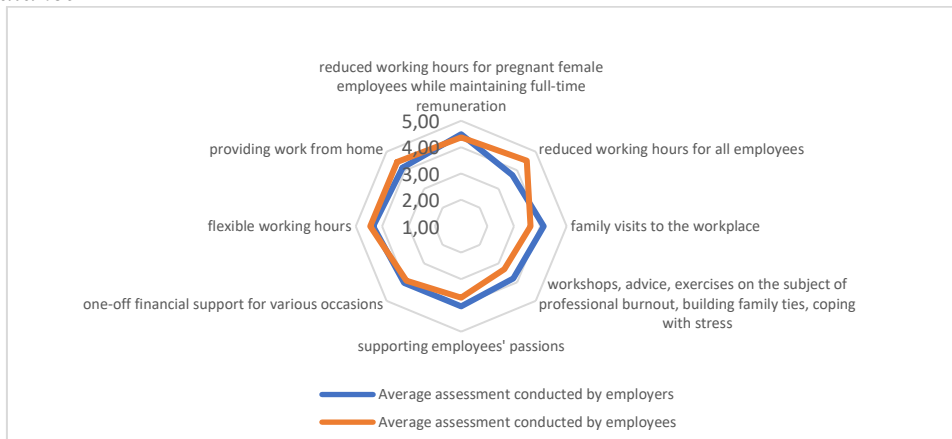 reduced working hours for pregnant female
employees while maintaining full-time
remuneration
5,00
4,00
3,00
2,00
1,00
reduced working hours for all employees
family visits to the workplace
workshops, advice, exercises on the subject of
professional burnout, building family ties, coping
with stress
supporting employees' passions
one-off financial support for various occasions
flexible working hours
providing work from home
Average assessment conducted by employers
Average assessment conducted by employees